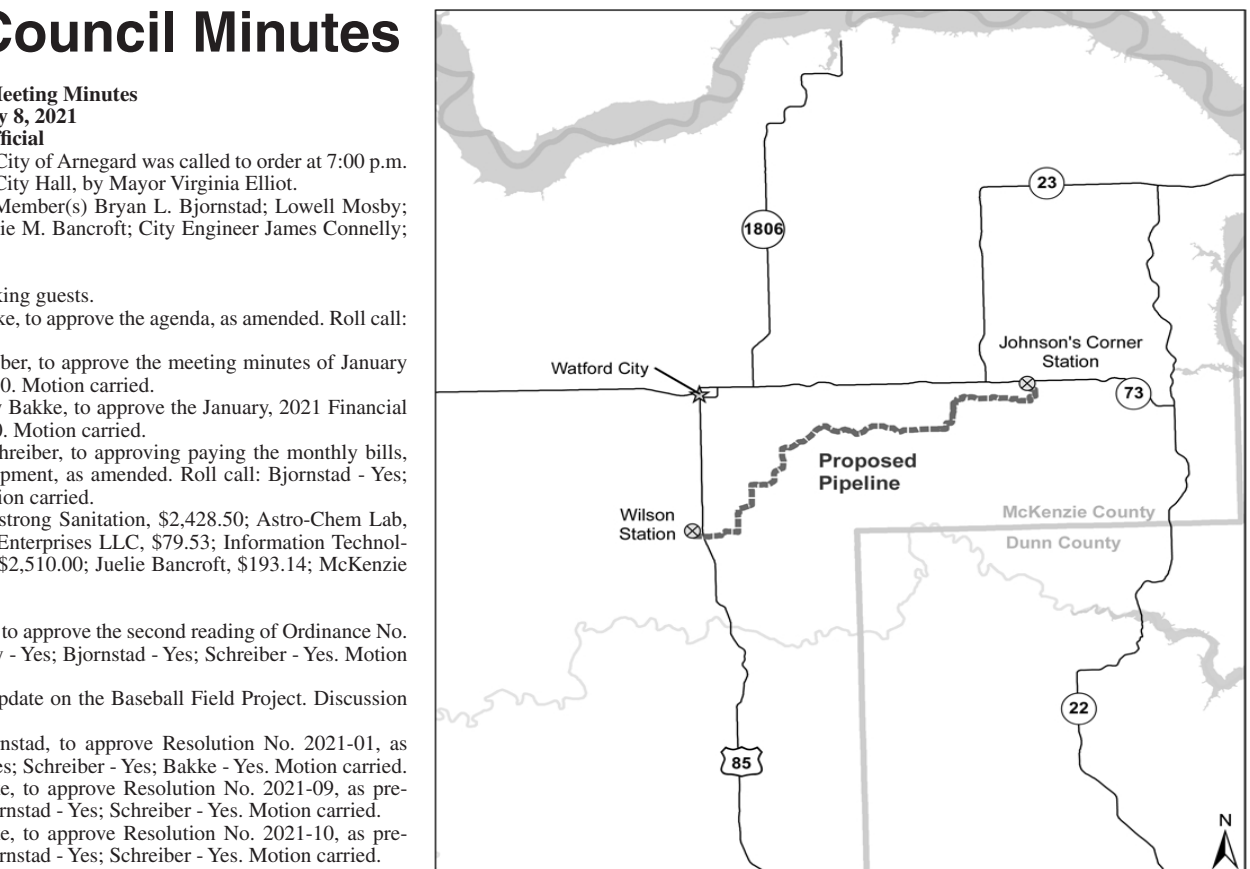 Council Minutes
Meeting Minutes
y 8, 2021
fficial
City of Arnegard was called to order at 7:00 p.m.
City Hall, by Mayor Virginia Elliot.
Member(s) Bryan L. Bjornstad; Lowell Mosby;
ie M. Bancroft; City Engineer James Connelly;
king guests.
ke, to approve the agenda, as amended. Roll call:
ber, to approve the meeting minutes of January
0. Motion carried.
y Bakke, to approve the January, 2021 Financial
0. Motion carried.
hreiber, to approving paying the monthly bills,
pment, as amended. Roll call: Bjornstad - Yes;
ion carried.
strong Sanitation, $2,428.50; Astro-Chem Lab,
Enterprises LLC, $79.53; Information Technol-
$2,510.00; Juelie Bancroft, $193.14; McKenzie
to approve the second reading of Ordinance No.
y - Yes; Bjornstad - Yes; Schreiber - Yes. Motion
pdate on the Baseball Field Project. Discussion
nstad, to approve Resolution No. 2021-01, as
es; Schreiber - Yes; Bakke - Yes. Motion carried.
e, to approve Resolution No. 2021-09, as pre-
rnstad - Yes; Schreiber - Yes. Motion carried.
e, to approve Resolution No. 2021-10, as pre-
rnstad - Yes; Schreiber - Yes. Motion carried.
23
1806
Johnson's Corner
Station
Watford City
73
Proposed
Pipeline
Wilson
Station
McKenzie County
Dunn County
22
85
N